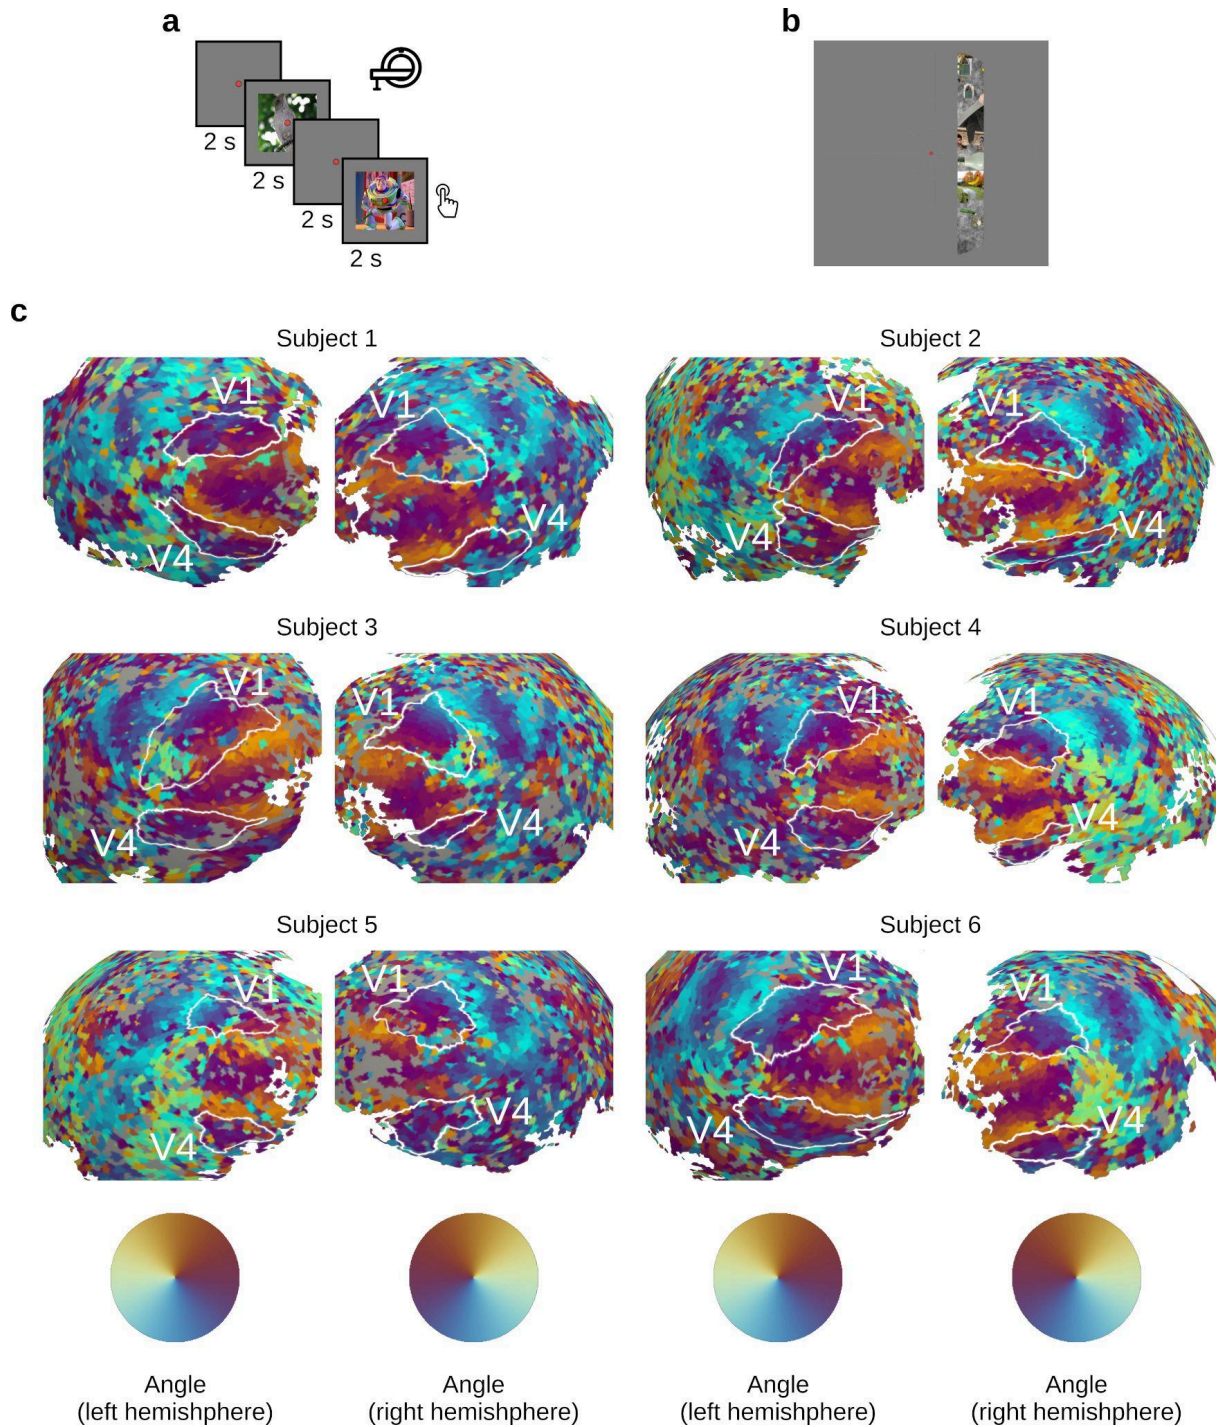 a
b
2 s
2 s
2 s
2 s
c
Subject 1
Subject 2
V1
V1
V1
V1
V4
V4
V4
V4
Subject 3
Subject 4
V1
V1
V1
V1
V4
V4
V4
V4
Subject 5
Subject 6
V1
V1
V1
V1
V4
V4
V4
V4
Angle
(left hemishphere)
Angle
(right hemishphere)
Angle
(left hemishphere)
Angle
(right hemishphere)